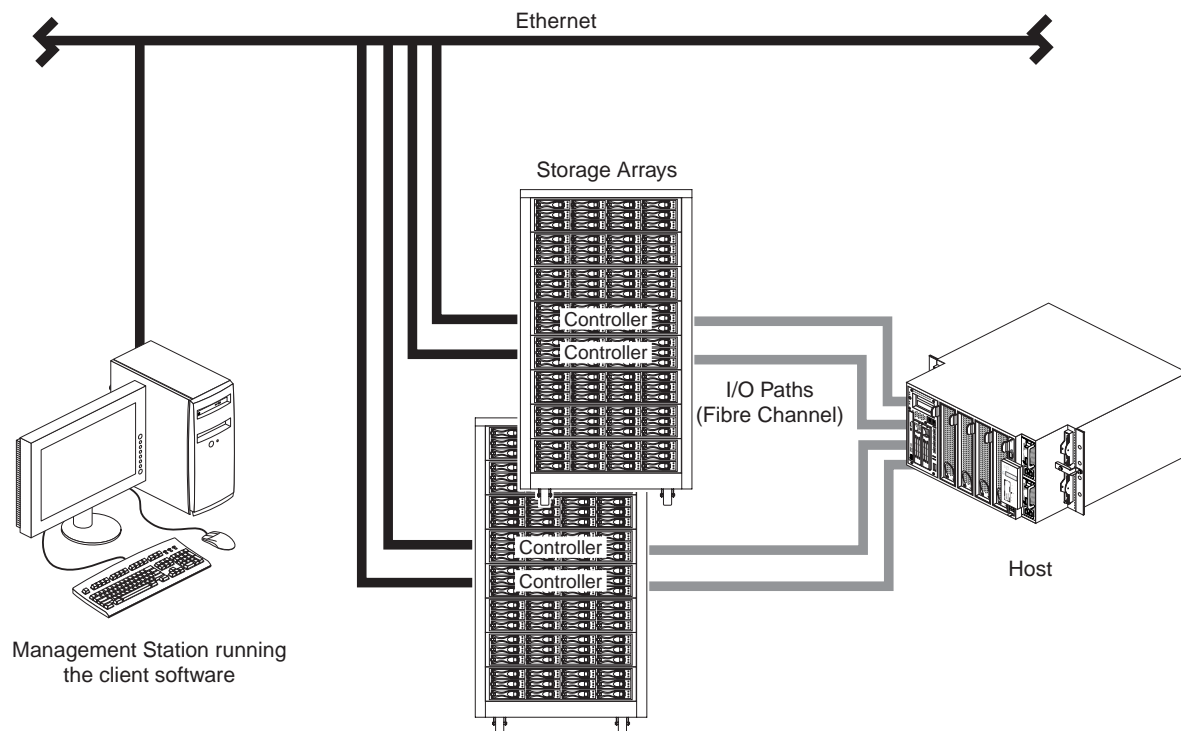 Ethernet
Storage Arrays
Controller
Controller
I/O Paths
(Fibre Channel)
Controller
Controller
Host
Management Station running
the client software